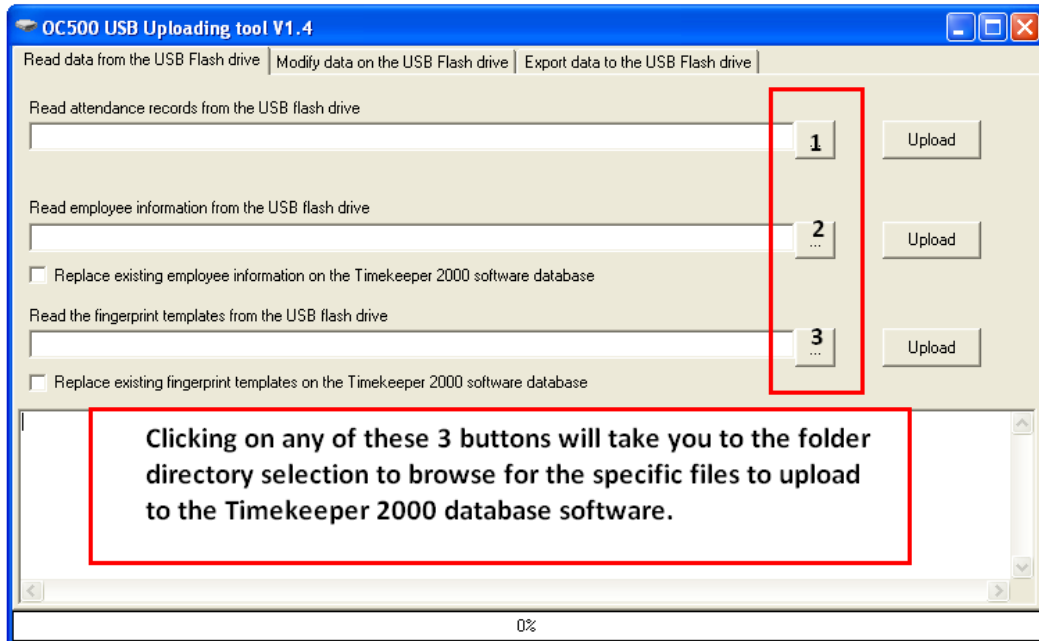 OC500 USB Uploading tool V1.4
Read data from the USB Flash drive Modify data on the USB Flash drive Export data to the USB Flash drive
Read attendance records from the USB flash drive
1 Upload
Read employee information from the USB flash drive
2 ... Upload
Replace existing employee information on the Timekeeper 2000 software database
Read the fingerprint templates from the USB flash drive
3 ... Upload
Replace existing fingerprint templates on the Timekeeper 2000 software database
Clicking on any of these 3 buttons will take you to the folder
directory selection to browse for the specific files to upload
to the Timekeeper 2000 database software.
0%